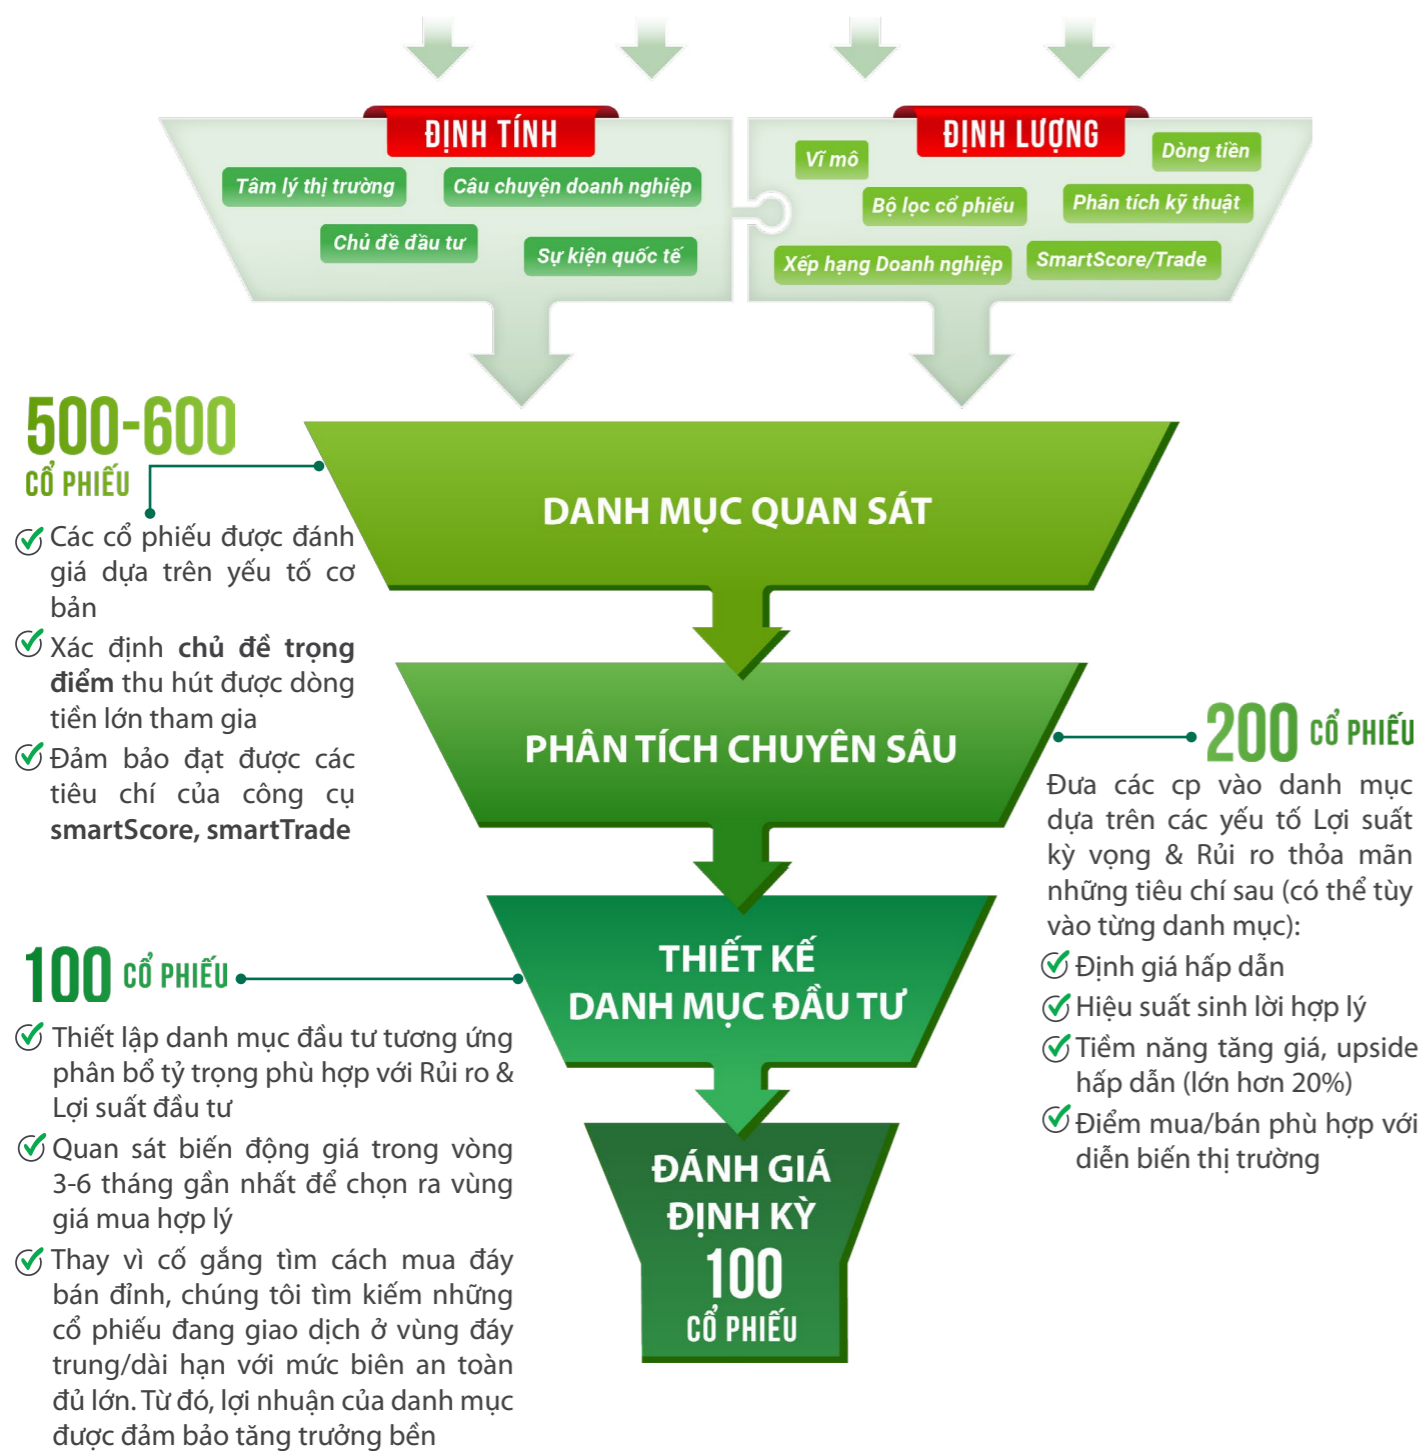 ĐỊNH TÍNH
Tâm lý thị trường
Câu chuyện doanh nghiệp
Chủ đề đầu tư
Sự kiện quốc tế
ĐỊNH LƯỢNG
Vĩ mô
Dòng tiền
Bộ lọc cổ phiếu
Phân tích kỹ thuật
Xếp hạng Doanh nghiệp
SmartScore/Trade
500-600
CỔ PHIẾU
Các cổ phiếu được đánh
giá dựa trên yếu tố cơ
bản
Xác định chủ đề trọng
điểm thu hút được dòng
tiền lớn tham gia
Đảm bảo đạt được các
tiêu chí của công cụ
smartScore, smartTrade
DANH MỤC QUAN SÁT
PHÂN TÍCH CHUYÊN SÂU
200 CỔ PHIẾU
Đưa các cp vào danh mục
dựa trên các yếu tố Lợi suất
kỳ vọng & Rủi ro thỏa mãn
những tiêu chí sau (có thể tùy
vào từng danh mục):
Định giá hấp dẫn
Hiệu suất sinh lời hợp lý
Tiềm năng tăng giá, upside
hấp dẫn (lớn hơn 20%)
Điểm mua/bán phù hợp với
diễn biến thị trường
THIẾT KẾ
DANH MỤC ĐẦU TƯ
100 CỔ PHIẾU
Thiết lập danh mục đầu tư tương ứng
phân bổ tỷ trọng phù hợp với Rủi ro &
Lợi suất đầu tư
Quan sát biến động giá trong vòng
3-6 tháng gần nhất để chọn ra vùng
giá mua hợp lý
Thay vì cố gắng tìm cách mua đáy
bán đỉnh, chúng tôi tìm kiếm những
cổ phiếu đang giao dịch ở vùng đáy
trung/dài hạn với mức biên an toàn
đủ lớn. Từ đó, lợi nhuận của danh mục
được đảm bảo tăng trưởng bền
ĐÁNH GIÁ
ĐỊNH KỲ
100
CỔ PHIẾU